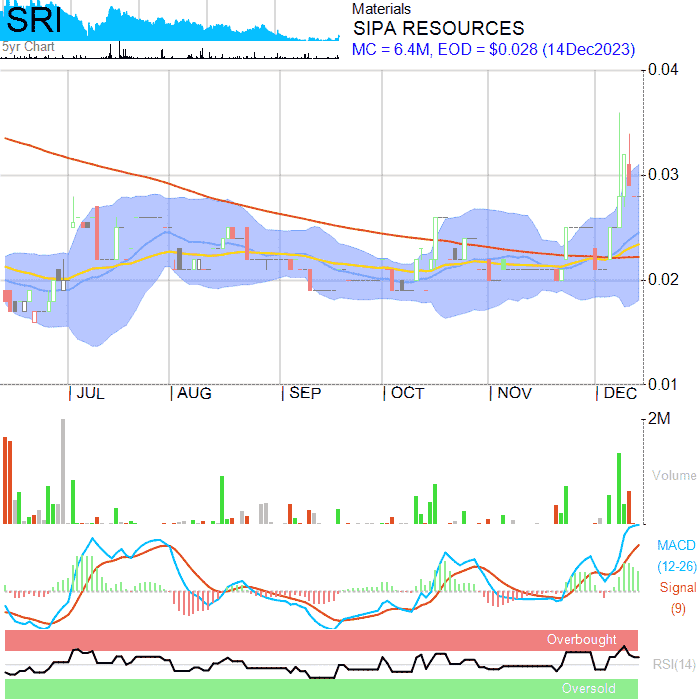 SRI
5yr Chart
Materials
SIPA RESOURCES
MC = 6.4M, EOD = $0.028 (14Dec2023)
0.04
0.03
0.02
0.01
JUL AUG SEP OCT NOV DEC
2M
Volume
MACD
(12-26)
Signal
(9)
Overbought
RSI(14)
Oversold